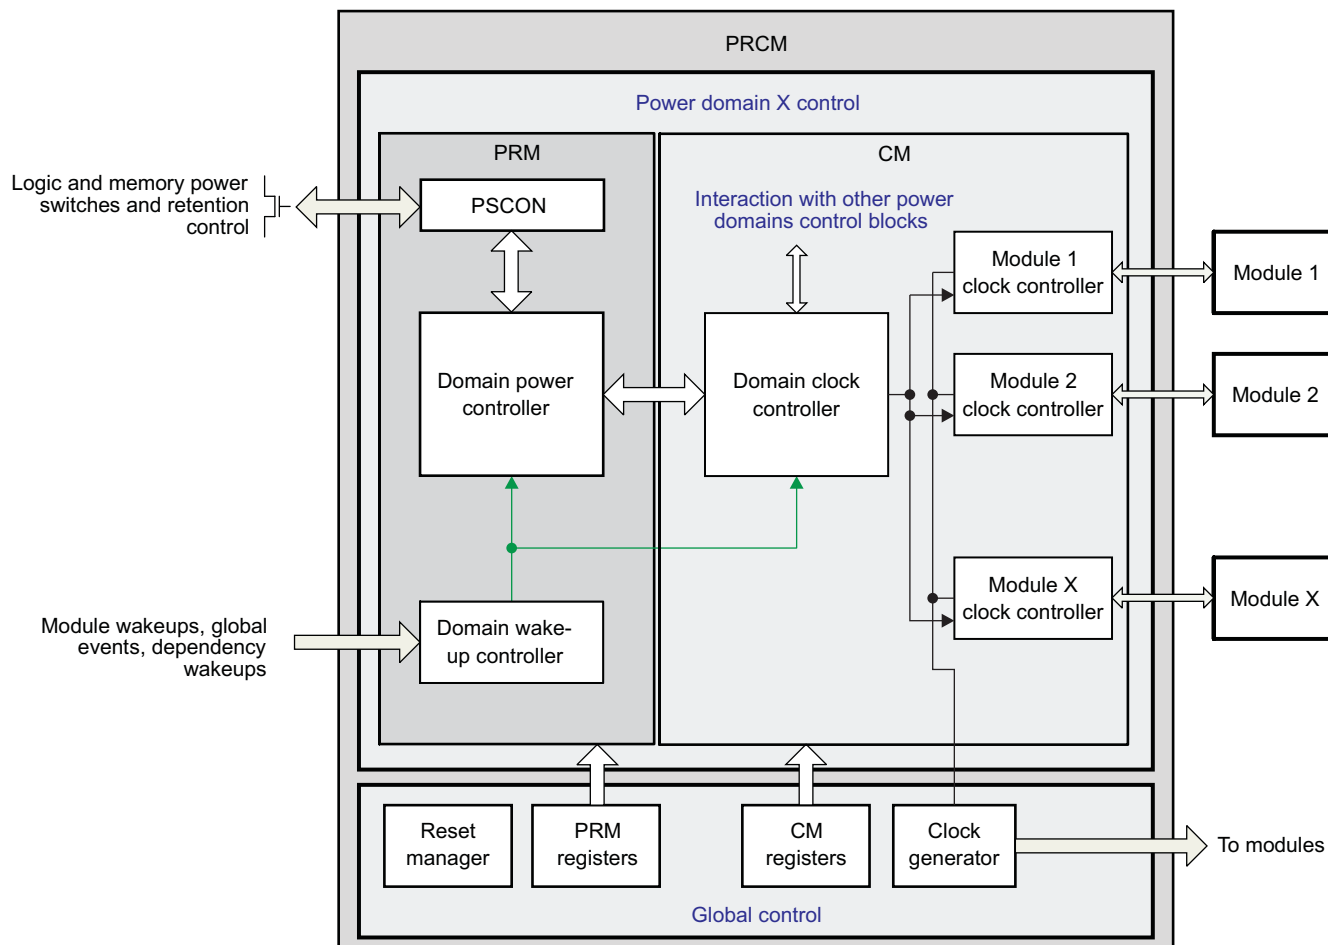 PRCM
Power domain X control
PRM
CM
Logic and memory power
switches and retention
control
PSCON
Interaction with other power
domains control blocks
Module 1
clock controller
Module 1
Domain power
controller
Domain clock
controller
Module 2
clock controller
Module 2
Module X
clock controller
Module X
Module wakeups, global
events, dependency
wakeups
Domain wake-
up controller
Reset
manager
PRM
registers
CM
registers
Clock
generator
To modules
Global control